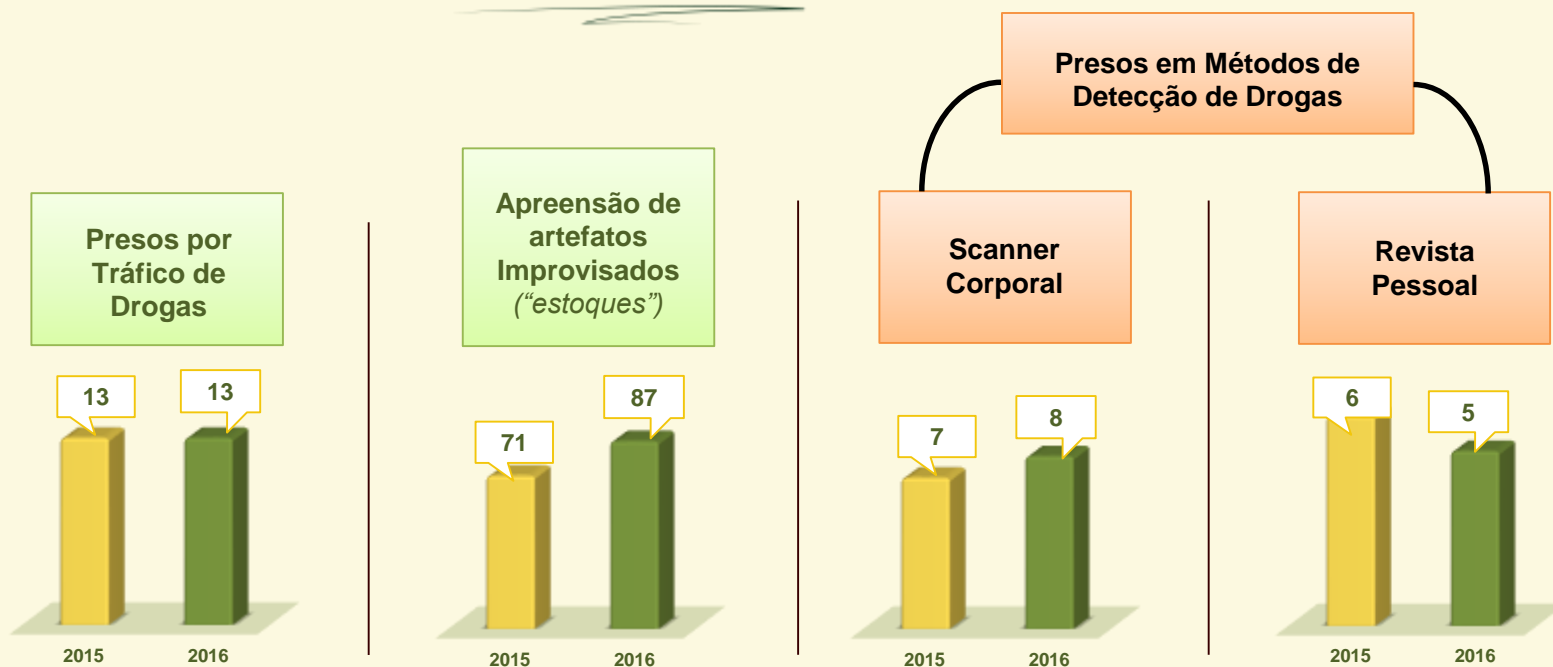 Presos em Métodos de
Detecção de Drogas
Presos por
Tráfico de
Drogas
Apreensão de
artefatos
Improvisados
(“estoques”)
Scanner
Corporal
Revista
Pessoal
13
13
2015
2016
71
87
2015
2016
7
8
2015
2016
6
5
2015
2016